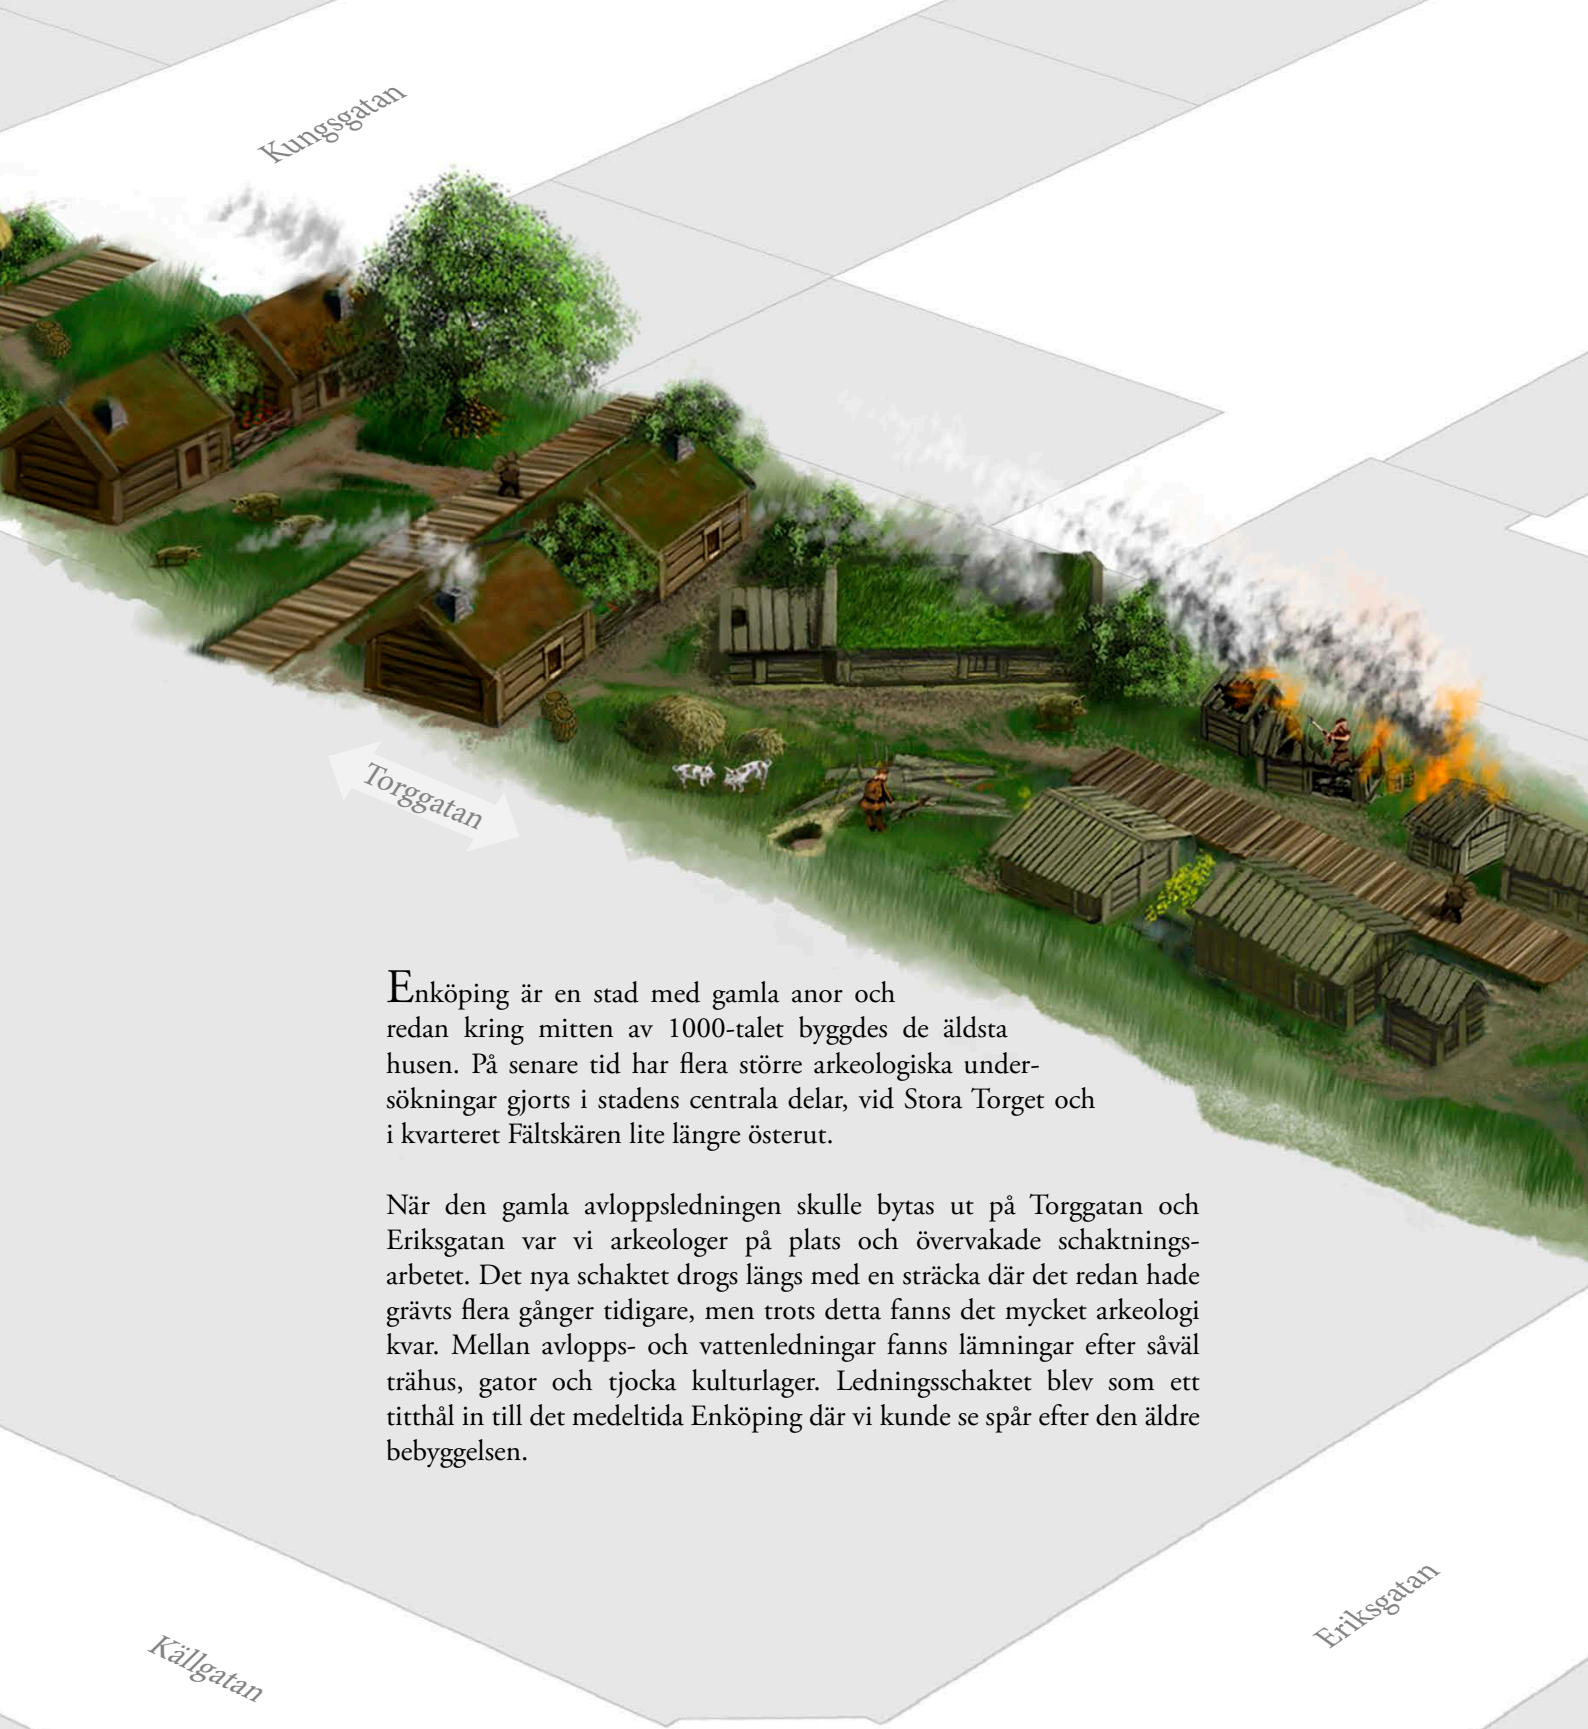 Kungsgatan
Torggatan
Enköping är en stad med gamla anor och
redan kring mitten av 1000-talet byggdes de äldsta
husen. På senare tid har flera större arkeologiska under-
sökningar gjorts i stadens centrala delar, vid Stora Torget och
i kvarteret Fältskären lite längre österut.
När den gamla avloppsledningen skulle bytas ut på Torggatan och
Eriksgatan var vi arkeologer på plats och övervakade schaktnings-
arbetet. Det nya schaktet drogs längs med en sträcka där det redan hade
grävts flera gånger tidigare, men trots detta fanns det mycket arkeologi
kvar. Mellan avlopps- och vattenledningar fanns lämningar efter såväl
trähus, gator och tjocka kulturlager. Ledningsschaktet blev som ett
titthål in till det medeltida Enköping där vi kunde se spår efter den äldre
bebyggelsen.
Eriksgatan
Källgatan